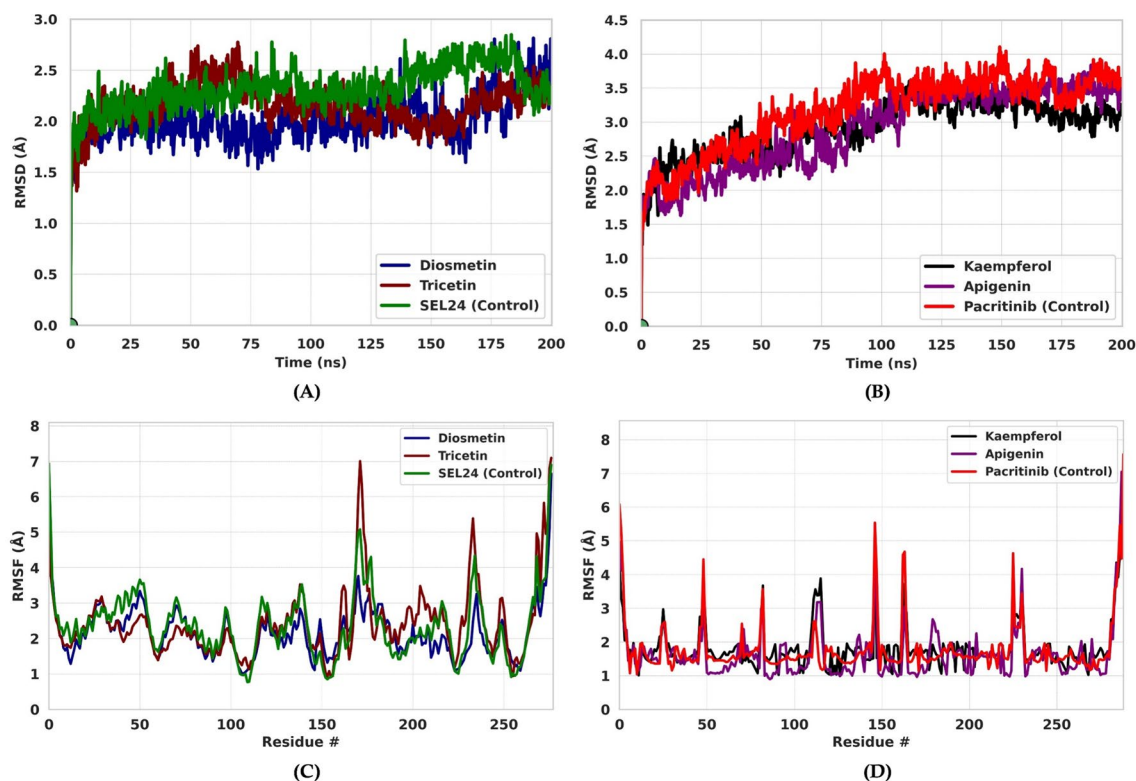 3.0
2.5
2.0
1.5
1.0
0.5
0.0
RMSD (Å)
Diosmetin
Tricetin
SEL24 (Control)
0 25 50 75 100 125 150 175 200
Time (ns)
(A)
4.5
4.0
3.5
3.0
2.5
2.0
1.5
1.0
0.5
0.0
RMSD (Å)
Kaempferol
Apigenin
Pacritinib (Control)
0 25 50 75 100 125 150 175 200
Time (ns)
(B)
8
7
6
5
4
3
2
1
0
RMSF (Å)
Diosmetin
Tricetin
SEL24 (Control)
0 50 100 150 200 250
Residue #
(C)
8
7
6
5
4
3
2
1
0
RMSF (Å)
Kaempferol
Apigenin
Pacritinib (Control)
0 50 100 150 200 250
Residue #
(D)